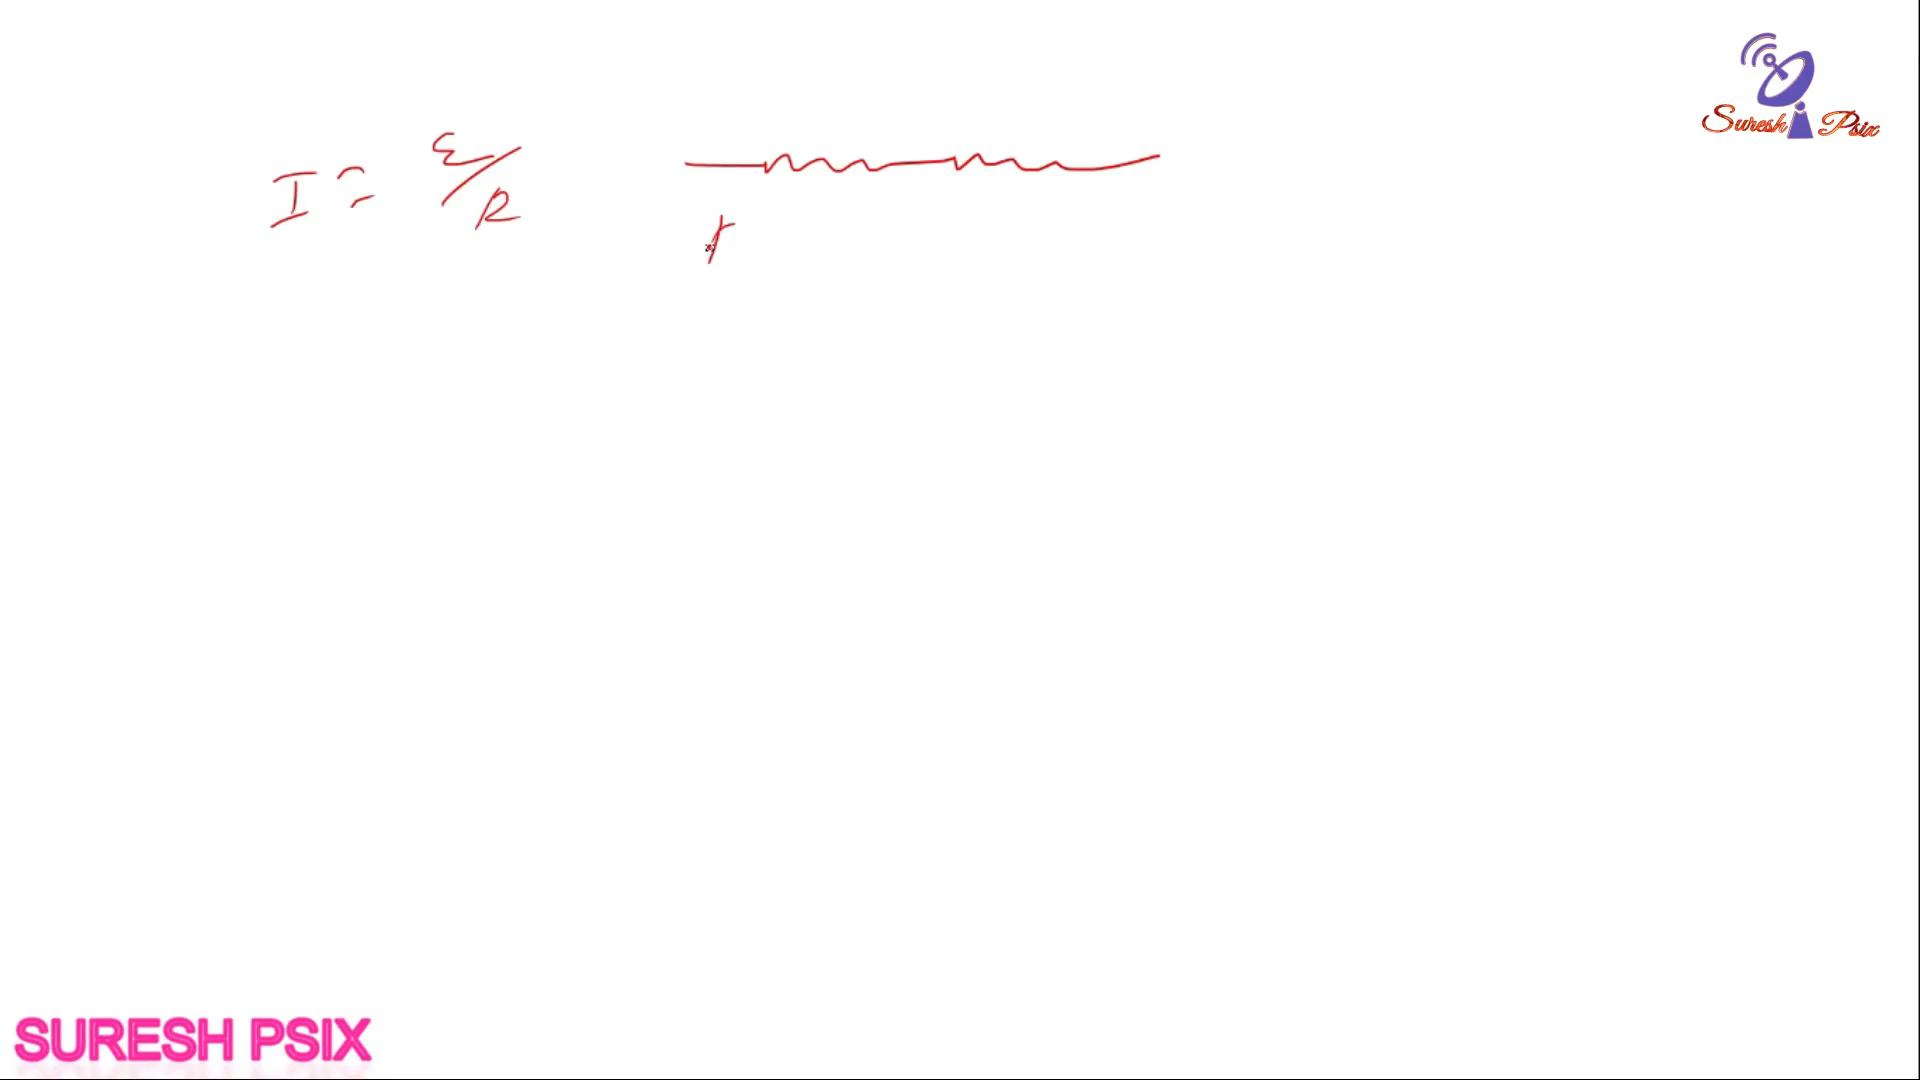 Suresh Psix
I = ε/R
SURESH PSIX